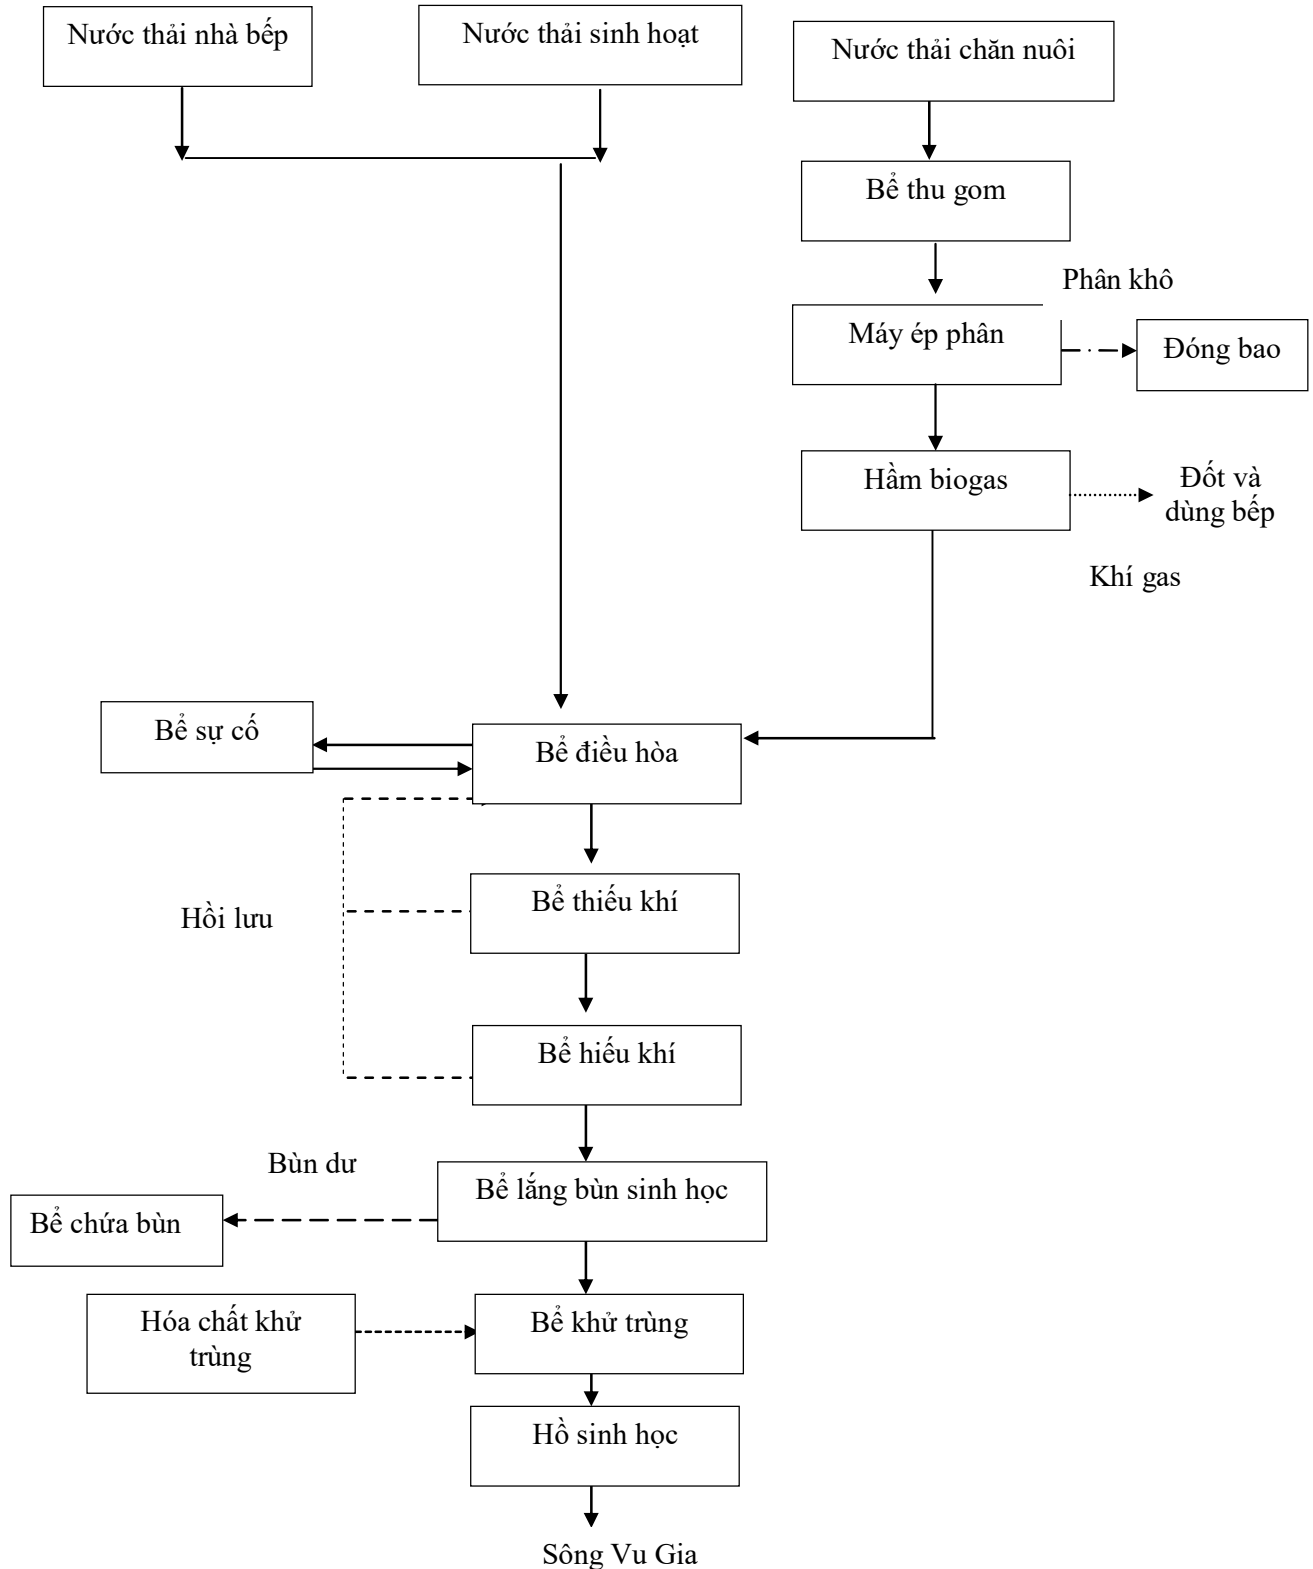 Nước thải nhà bếp
Nước thải sinh hoạt
Nước thải chăn nuôi
Bể thu gom
Phân khô
Máy ép phân
Đóng bao
Hầm biogas
Đốt và
dùng bếp
Khí gas
Bể sự cố
Bể điều hòa
Bể thiếu khí
Hồi lưu
Bể hiếu khí
Bùn dư
Bể lắng bùn sinh học
Bể chứa bùn
Hóa chất khử
trùng
Bể khử trùng
Hồ sinh học
Sông Vu Gia